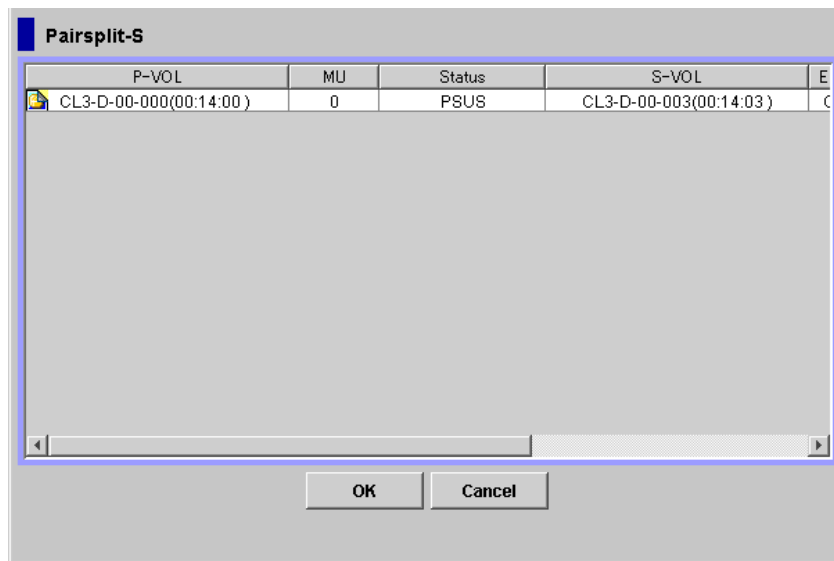 Pairsplit-S
P-VOL MU Status S-VOL E
CL3-D-00-000(00:14:00 ) 0 PSUS CL3-D-00-003(00:14:03 )
OK Cancel